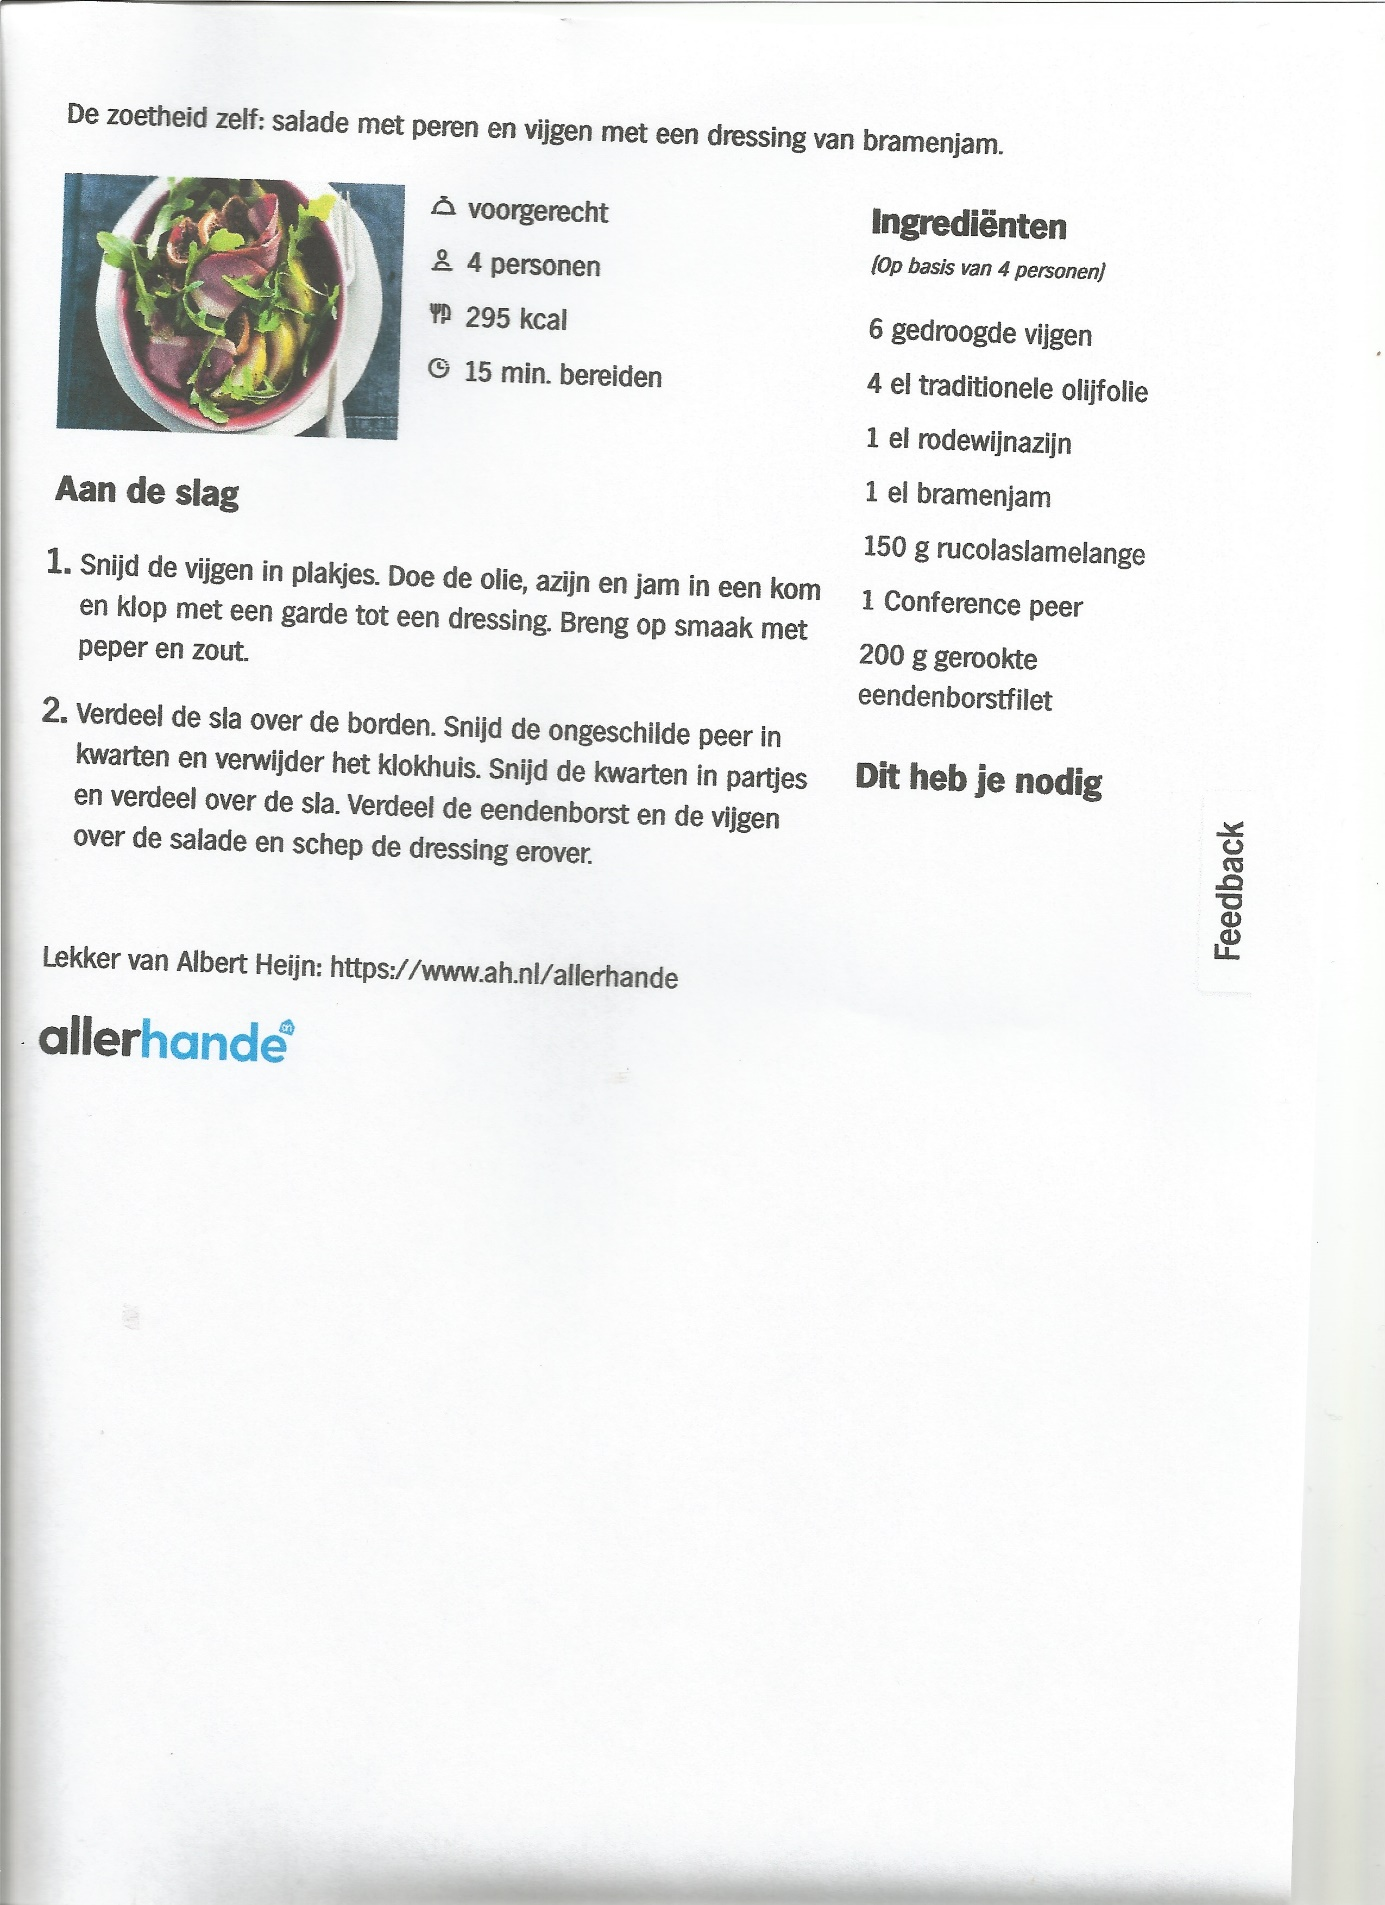 De zoetheid zelf: salade met peren en vijgen met een dressing van bramenjam.
voorgerecht
4 personen
295 kcal
15 min. bereiden
Aan de slag
1. Snijd de vijgen in plakjes. Doe de olie, azijn en jam in een kom
en klop met een garde tot een dressing. Breng op smaak met
peper en zout.
2. Verdeel de sla over de borden. Snijd de ongeschilde peer in
kwarten en verwijder het klokhuis. Snijd de kwarten in partjes
en verdeel over de sla. Verdeel de eendenborst en de vijgen
over de salade en schep de dressing erover.
Ingrediënten
(Op basis van 4 personen)
6 gedroogde vijgen
4 el traditionele olijfolie
1 el rodewijnazijn
1 el bramenjam
150 g rucolaslamelange
1 Conference peer
200 g gerookte
eendenborstfilet
Dit heb je nodig
Feedback
Lekker van Albert Heijn: https://www.ah.nl/allerhande
allerhande
ah